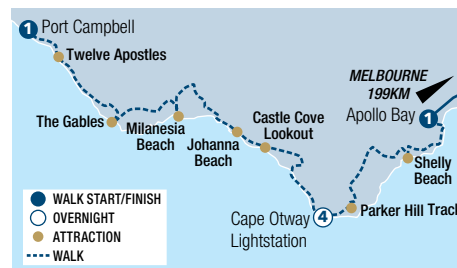 1 Port Campbell
Twelve Apostles
MELBOURNE
199KM
Apollo Bay 1
The Gables
Milanesia
Beach
Johanna
Beach
Castle Cove
Lookout
Shelly
Beach
Parker Hill Track
Cape Otway 4
Lightstation
WALK START/FINISH
OVERNIGHT
ATTRACTION
WALK